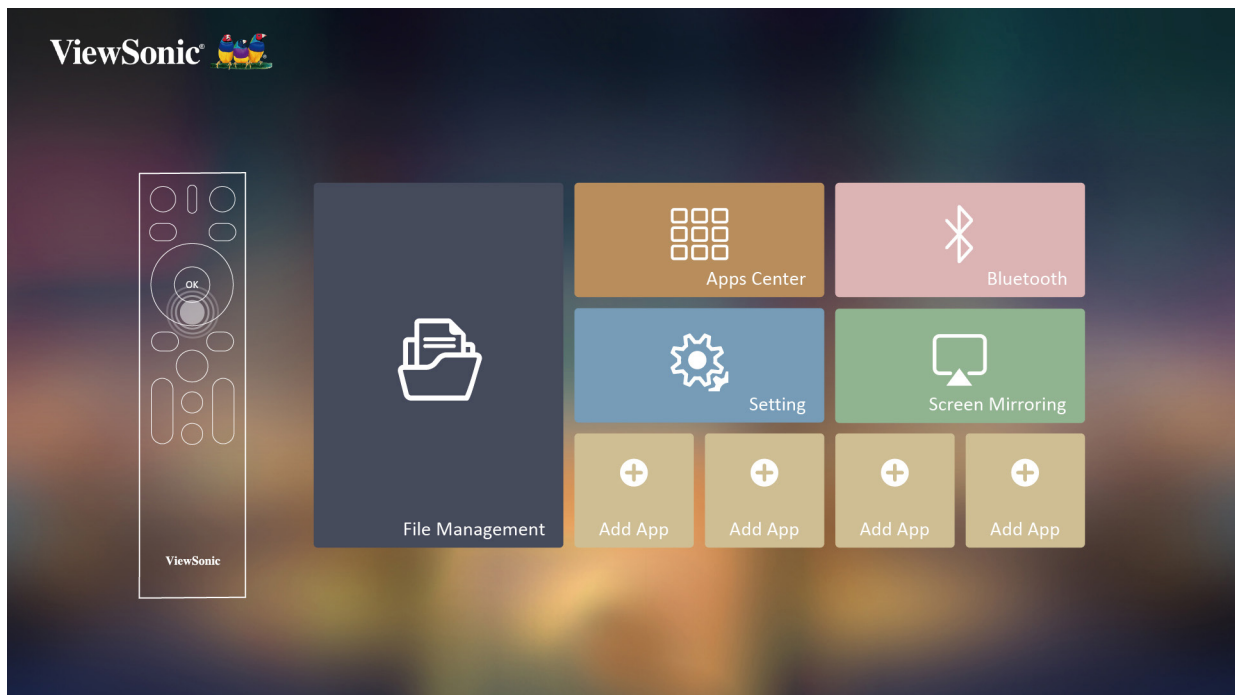 ViewSonic®
OK
ViewSonic
Apps Center
Bluetooth
Setting
Screen Mirroring
File Management
Add App
Add App
Add App
Add App